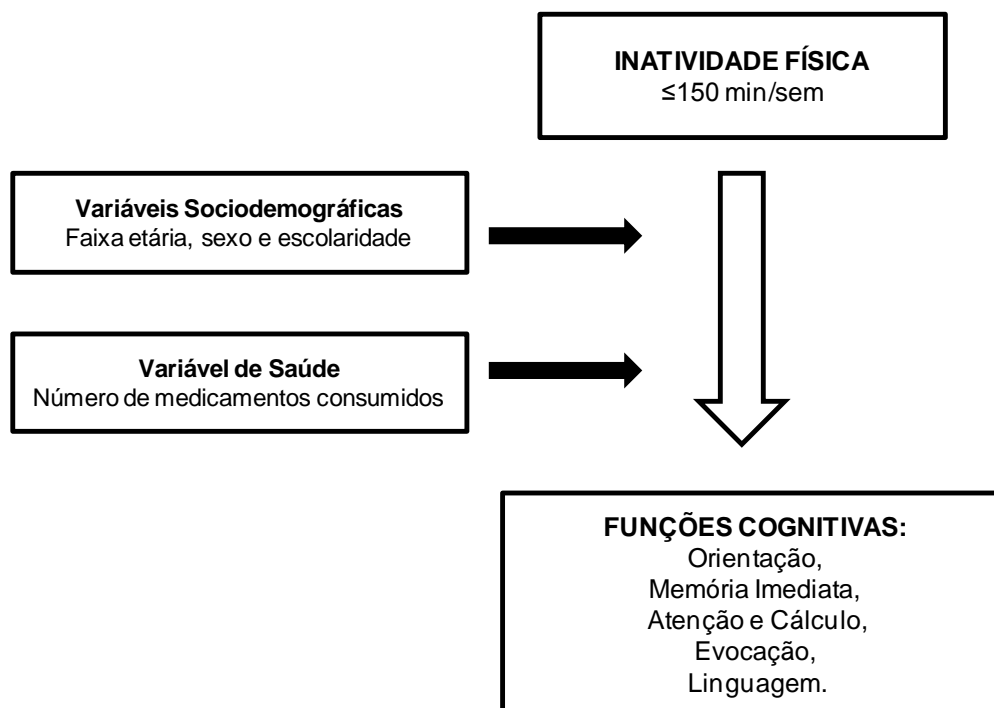 INATIVIDADE FÍSICA
≤150 min/sem
Variáveis Sociodemográficas
Faixa etária, sexo e escolaridade
Variável de Saúde
Número de medicamentos consumidos
FUNÇÕES COGNITIVAS:
Orientação,
Memória Imediata,
Atenção e Cálculo,
Evocação,
Linguagem.